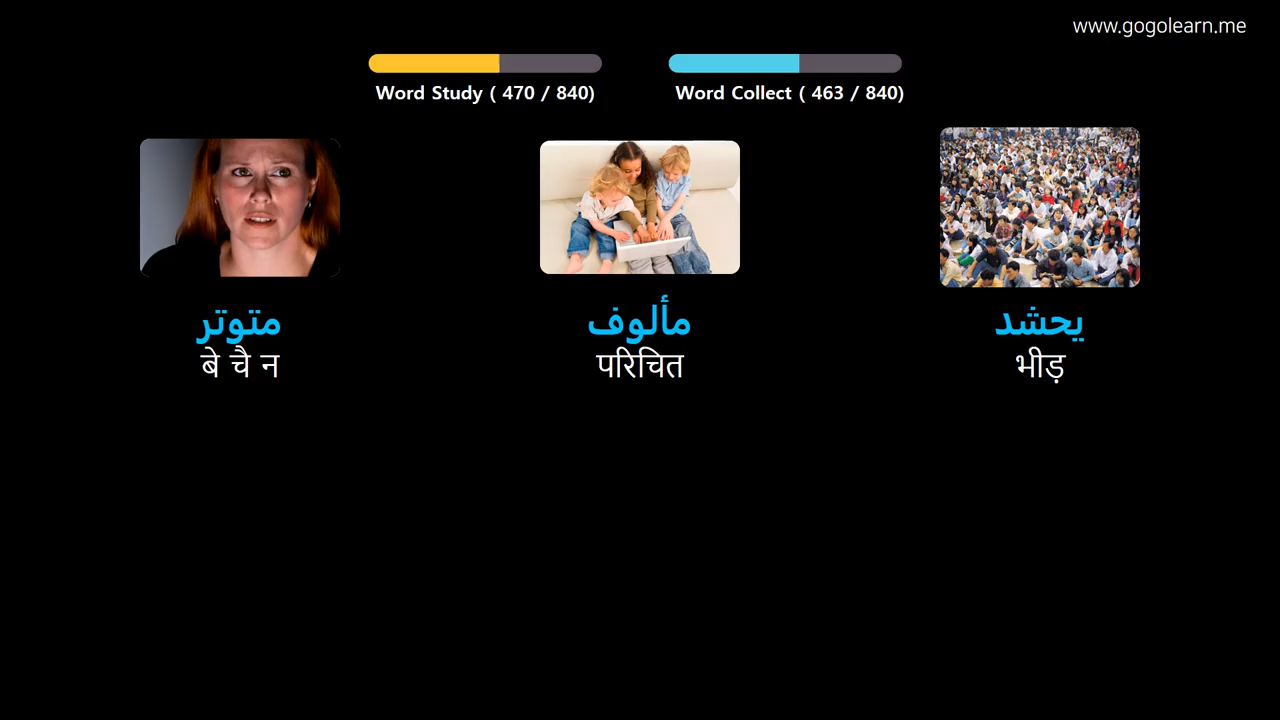 www.gogolearn.me
Word Study ( 470 / 840)
Word Collect ( 463 / 840)
متوتر
बे चै न
مألوف
परिचित
يحشد
भीड़